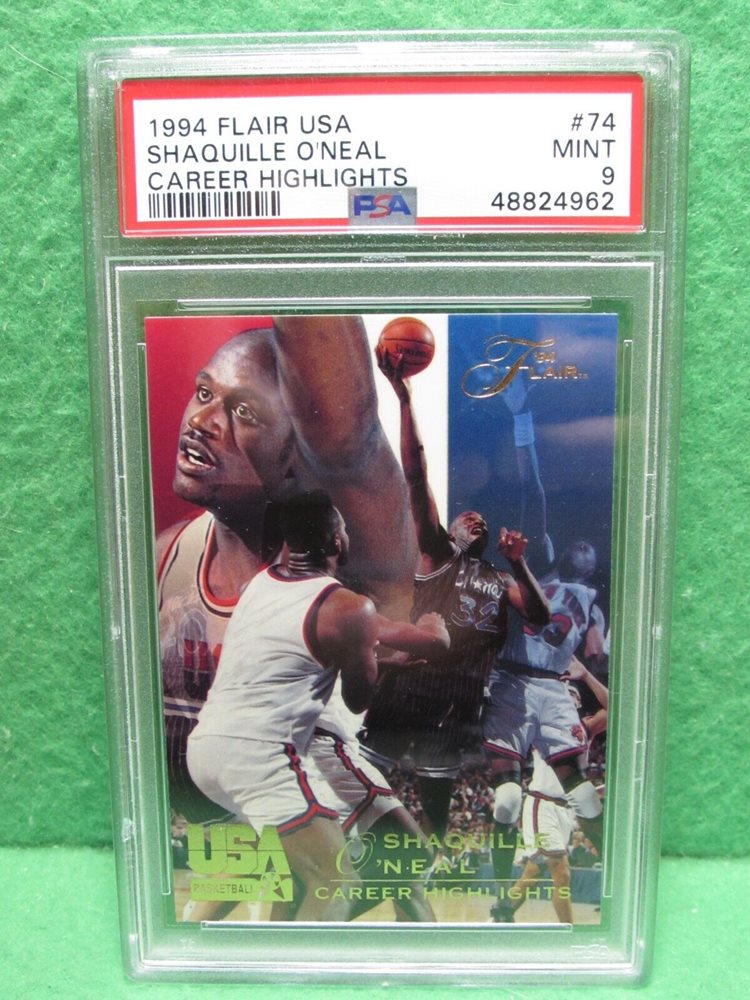 1994 FLAIR USA #74
SHAQUILLE O'NEAL MINT
CAREER HIGHLIGHTS 9
PSA 48824962
'94
FLAIR
32
USA
BASKETBALL
SHAQUILLE
O'NEAL
CAREER HIGHLIGHTS